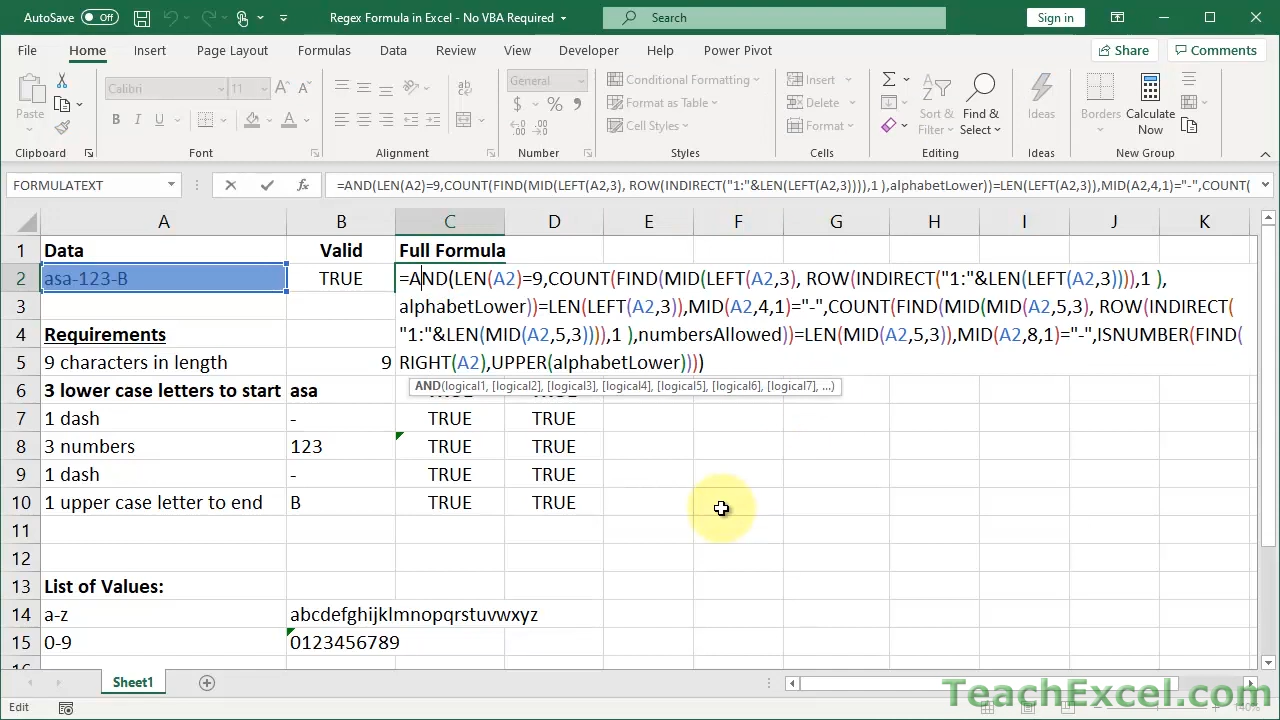 AutoSave Off Regex Formula in Excel - No VBA Required Search Sign in
File Home Insert Page Layout Formulas Data Review View Developer Help Power Pivot Share Comments
Paste Calibri 11 General Conditional Formatting Insert Sort & Find & Ideas Borders Calculate
B I U Format as Table Delete Filter Select Now
Cell Styles Format
Clipboard Font Alignment Number Styles Cells Editing Ideas New Group
FORMULATEXT =AND(LEN(A2)=9,COUNT(FIND(MID(LEFT(A2,3), ROW(INDIRECT("1:"&LEN(LEFT(A2,3)))),1 ),alphabetLower))=LEN(LEFT(A2,3)),MID(A2,4,1)="-",COUNT(
A B C D E F G H I J K
1 Data Valid Full Formula
2 asa-123-B TRUE =AND(LEN(A2)=9,COUNT(FIND(MID(LEFT(A2,3), ROW(INDIRECT("1:"&LEN(LEFT(A2,3)))),1 ),
3 alphabetLower))=LEN(LEFT(A2,3)),MID(A2,4,1)="-",COUNT(FIND(MID(MID(A2,5,3), ROW(INDIRECT(
4 Requirements "1:"&LEN(MID(A2,5,3)))),1 ),numbersAllowed))=LEN(MID(A2,5,3)),MID(A2,8,1)="-",ISNUMBER(FIND(
5 9 characters in length 9 RIGHT(A2),UPPER(alphabetLower))))
AND(logical1, [logical2], [logical3], [logical4], [logical5], [logical6], [logical7], ...)
6 3 lower case letters to start asa
7 1 dash - TRUE TRUE
8 3 numbers 123 TRUE TRUE
9 1 dash - TRUE TRUE
10 1 upper case letter to end B TRUE TRUE
11
12
13 List of Values:
14 a-z abcdefghijklmnopqrstuvwxyz
15 0-9 0123456789
Sheet1
Edit TeachExcel.com